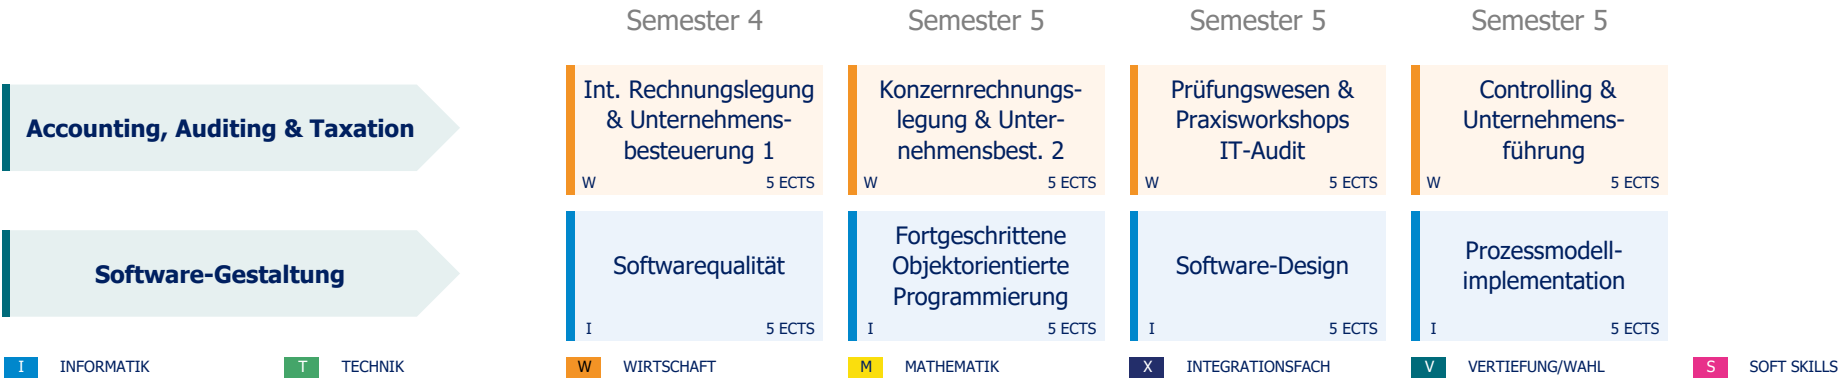 Semester 4
Semester 5
Semester 5
Semester 5
Accounting, Auditing & Taxation
Int. Rechnungslegung
& Unternehmens-
besteuerung 1
W
5 ECTS
Konzernrechnungs-
legung & Unter-
nehmensbest. 2
W
5 ECTS
Prüfungswesen &
Praxisworkshops
IT-Audit
W
5 ECTS
Controlling &
Unternehmens-
führung
W
5 ECTS
Software-Gestaltung
Softwarequalität
I
5 ECTS
Fortgeschrittene
Objektorientierte
Programmierung
I
5 ECTS
Software-Design
I
5 ECTS
Prozessmodell-
implementation
I
5 ECTS
I INFORMATIK
T TECHNIK
W WIRTSCHAFT
M MATHEMATIK
X INTEGRATIONSFACH
V VERTIEFUNG/WAHL
S SOFT SKILLS